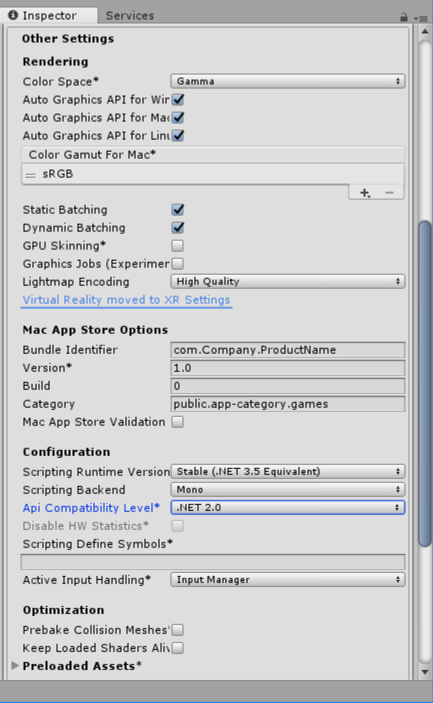 Inspector Services
Other Settings
Rendering
Color Space* Gamma
Auto Graphics API for Win
Auto Graphics API for Mac
Auto Graphics API for Linu
Color Gamut For Mac*
sRGB
Static Batching
Dynamic Batching
GPU Skinning*
Graphics Jobs (Experimen
Lightmap Encoding High Quality
Virtual Reality moved to XR Settings
Mac App Store Options
Bundle Identifier com.Company.ProductName
Version* 1.0
Build 0
Category public.app-category.games
Mac App Store Validation
Configuration
Scripting Runtime Version Stable (.NET 3.5 Equivalent)
Scripting Backend Mono
Api Compatibility Level* .NET 2.0
Disable HW Statistics*
Scripting Define Symbols*
Active Input Handling* Input Manager
Optimization
Prebake Collision Meshes*
Keep Loaded Shaders Aliv
Preloaded Assets*